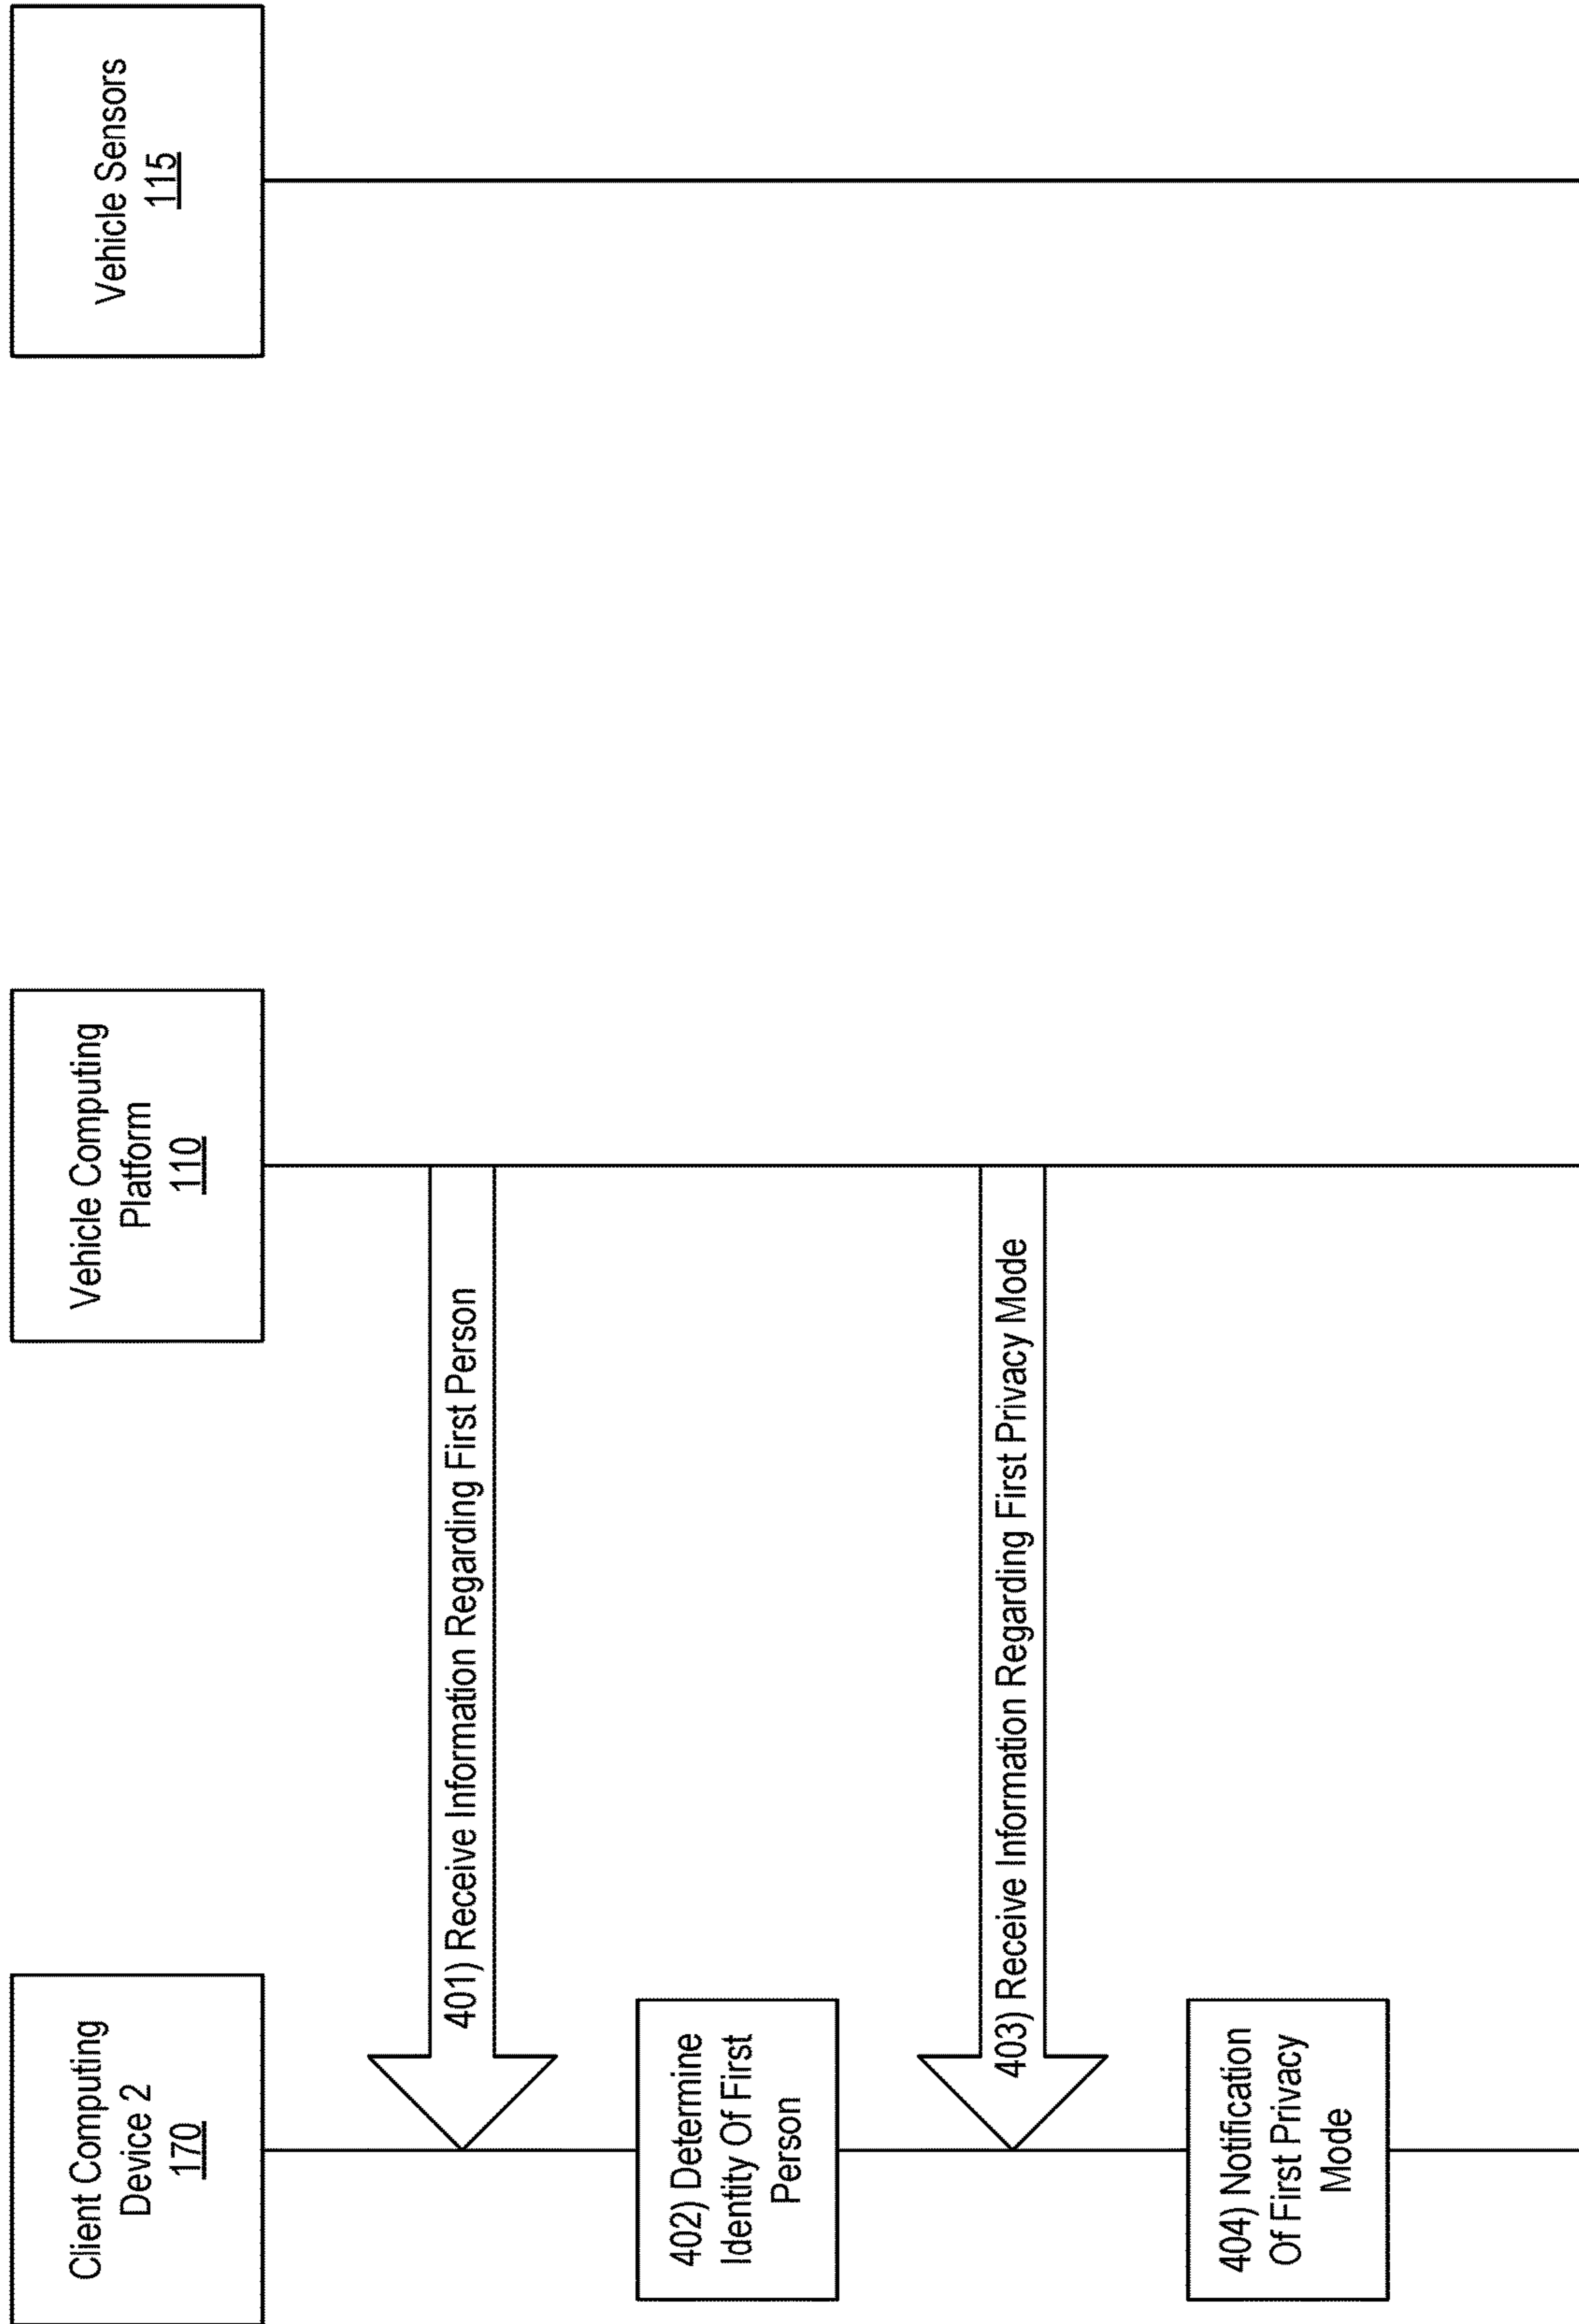 Client Computing
Device 2
170
Vehicle Computing
Platform
110
Vehicle Sensors
115
401) Receive Information Regarding First Person
402) Determine
Identity Of First
Person
403) Receive Information Regarding First Privacy Mode
404) Notification
Of First Privacy
Mode